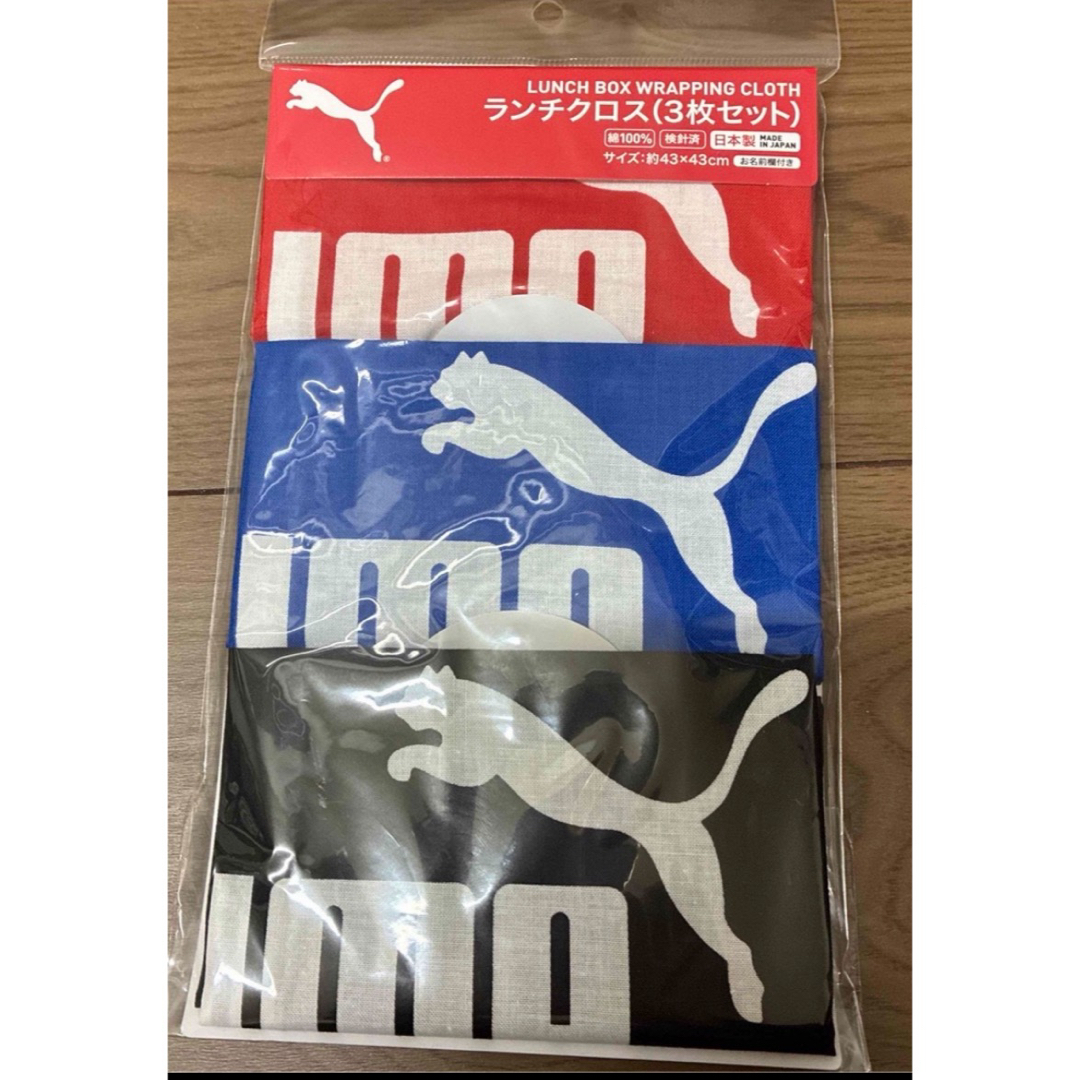 LUNCH BOX WRAPPING CLOTH
ランチクロス(3枚セット)
綿100% 検針済 日本製 MADE IN JAPAN
サイズ:約43×43cm お名前欄付き